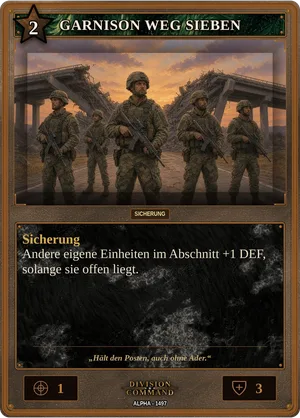 2
GARNISON WEG SIEBEN
SICHERUNG
Sicherung
Andere eigene Einheiten im Abschnitt +1 DEF,
solange sie offen liegt.
„Hält den Posten, auch ohne Ader.“
1
DIVISION
COMMAND
ALPHA - 1497
3